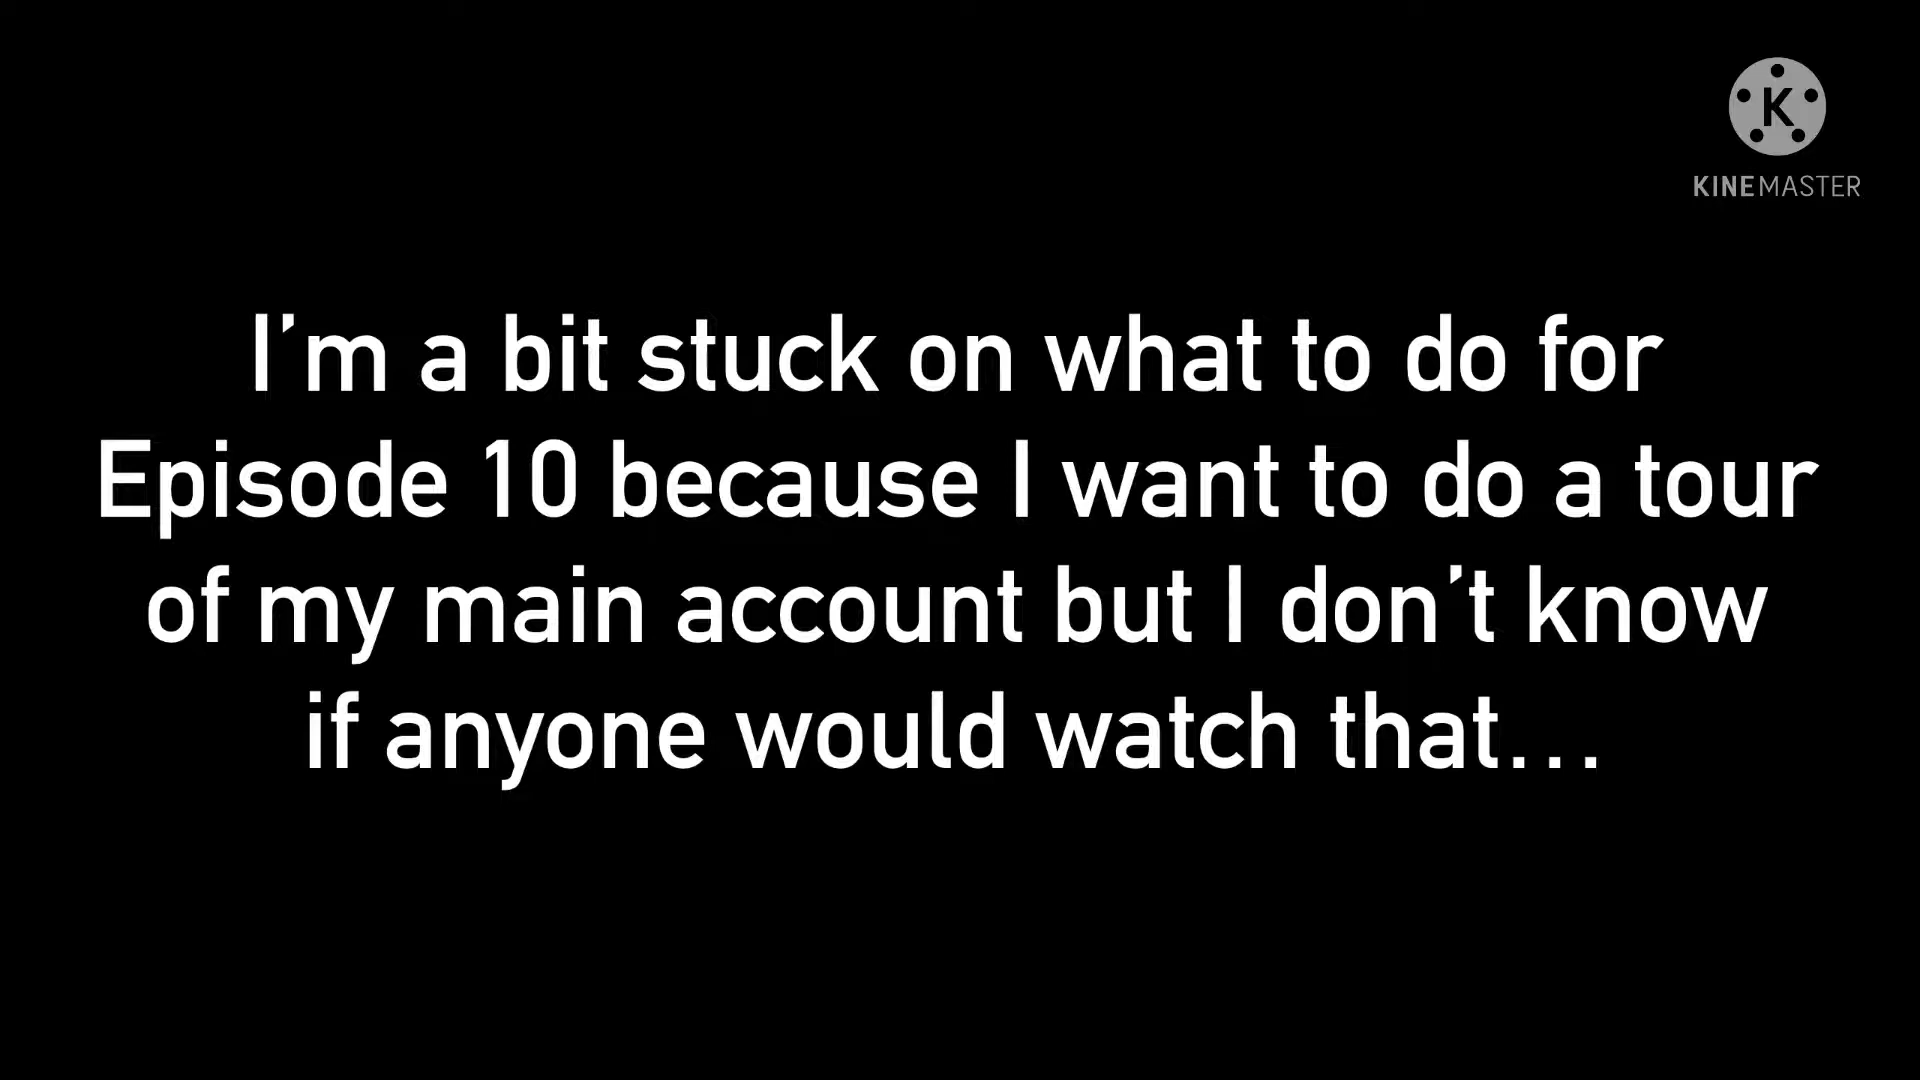 K
KINEMASTER
I’m a bit stuck on what to do for
Episode 10 because I want to do a tour
of my main account but I don’t know
if anyone would watch that...